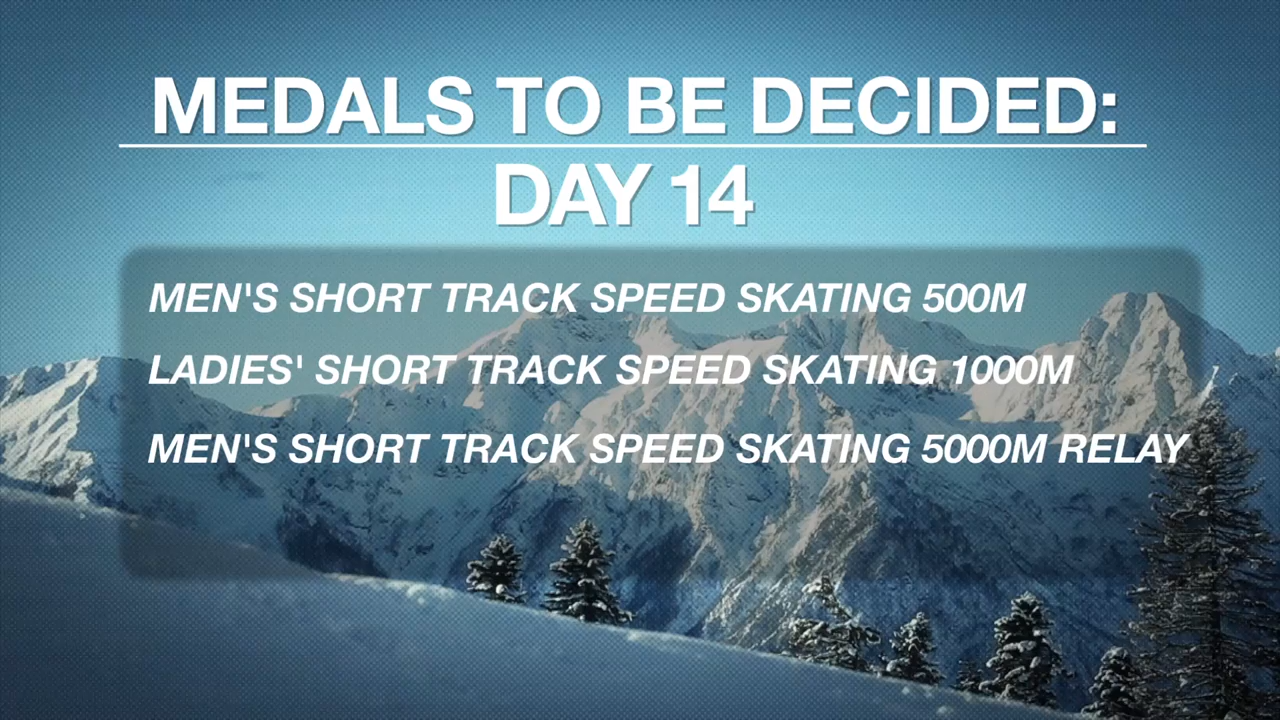 MEDALS TO BE DECIDED:
DAY 14
MEN'S SHORT TRACK SPEED SKATING 500M
LADIES' SHORT TRACK SPEED SKATING 1000M
MEN'S SHORT TRACK SPEED SKATING 5000M RELAY